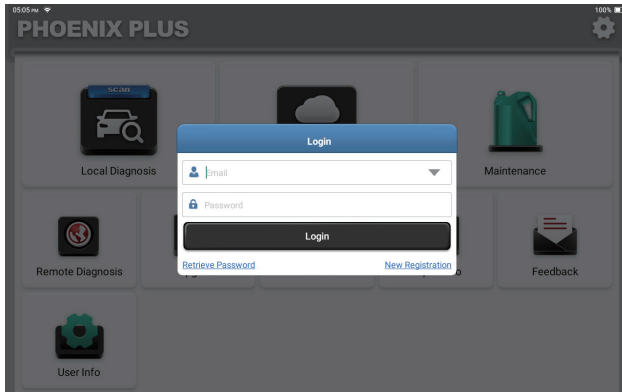 05:05 PM
100%
PHOENIX PLUS
scan
Login
Email
Local Diagnosis
Maintenance
Password
Login
Retrieve Password
New Registration
Remote Diagnosis
Feedback
User Info